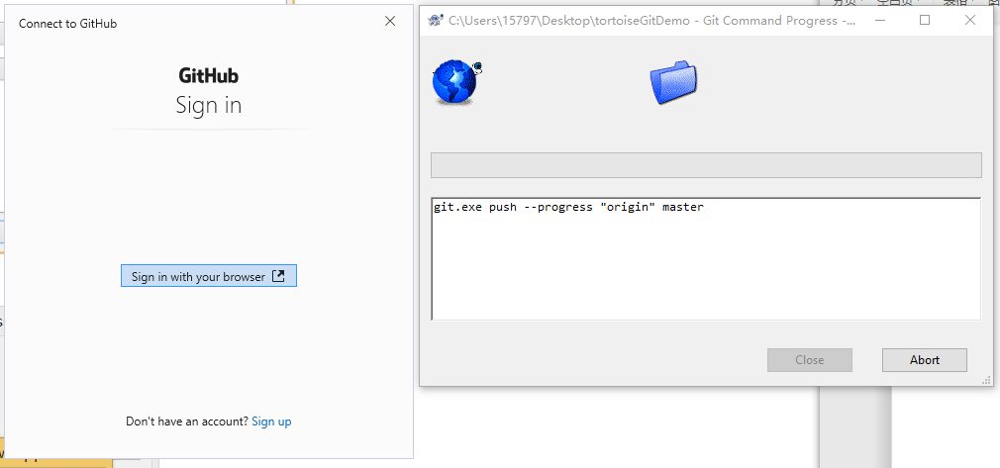 Connect to GitHub
GitHub
Sign in
Sign in with your browser
Don't have an account? Sign up
C:\Users\15797\Desktop\tortoiseGitDemo - Git Command Progress -...
git.exe push --progress "origin" master
Close
Abort